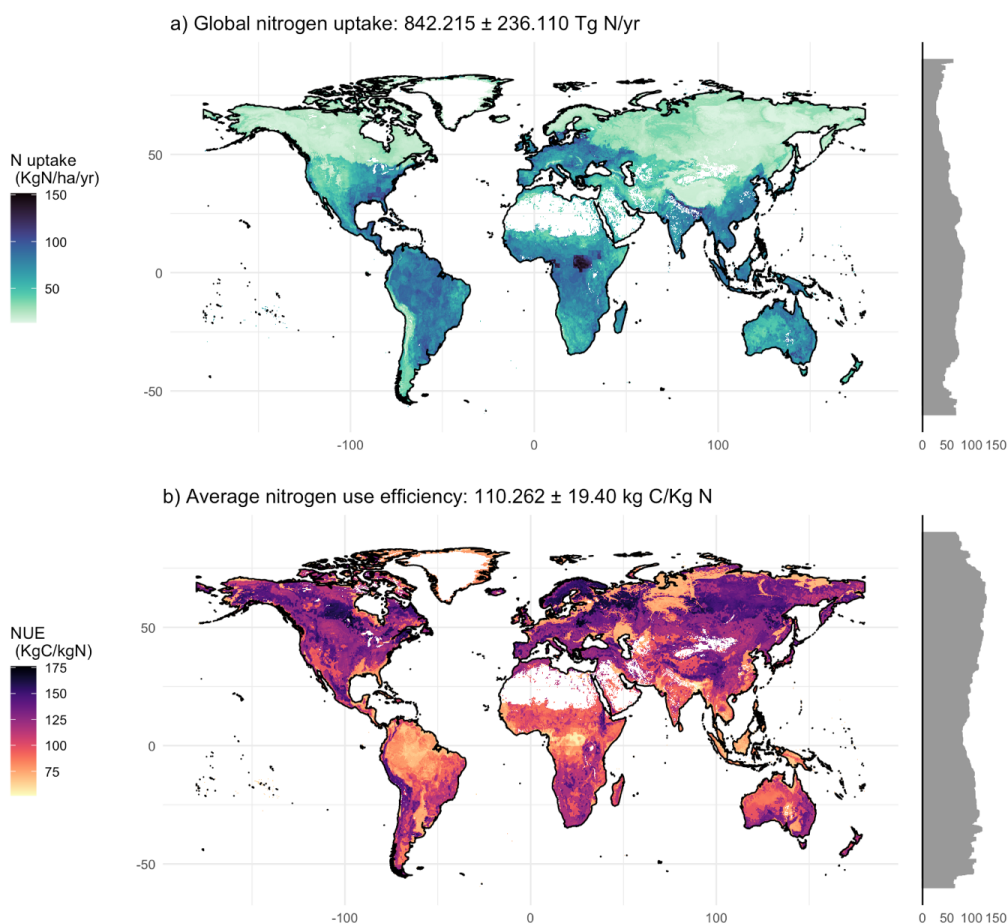 a) Global nitrogen uptake: 842.215 ± 236.110 Tg N/yr
N uptake
(KgN/ha/yr)
150
100
50
50
0
-50
-100 0 100
0 50 100 150
b) Average nitrogen use efficiency: 110.262 ± 19.40 kg C/Kg N
NUE
(KgC/kgN)
175
150
125
100
75
50
0
-50
-100 0 100
0 50 100 150